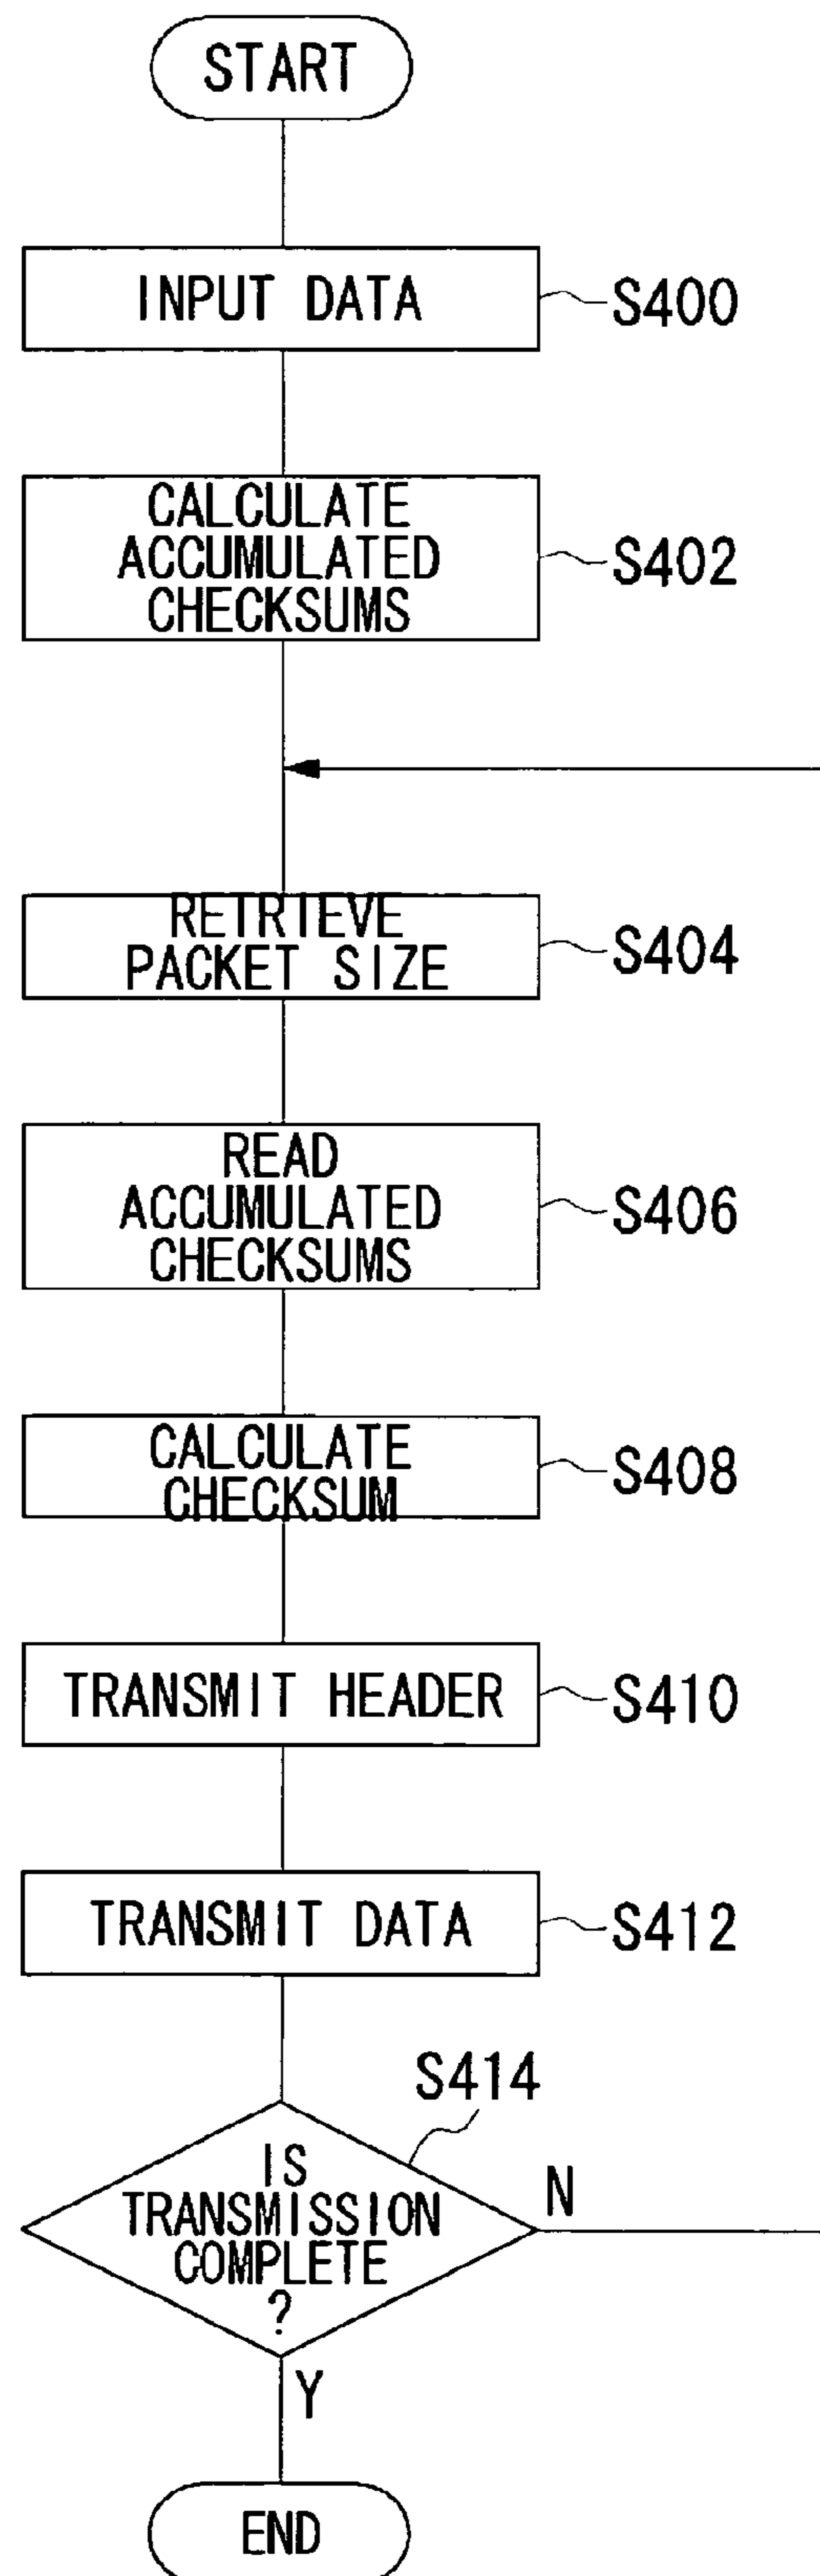 START
INPUT DATA
S400
CALCULATE
ACCUMULATED
CHECKSUMS
S402
RETRIEVE
PACKET SIZE
S404
READ
ACCUMULATED
CHECKSUMS
S406
CALCULATE
CHECKSUM
S408
TRANSMIT HEADER
S410
TRANSMIT DATA
S412
S414
IS
TRANSMISSION
COMPLETE
?
N
Y
END